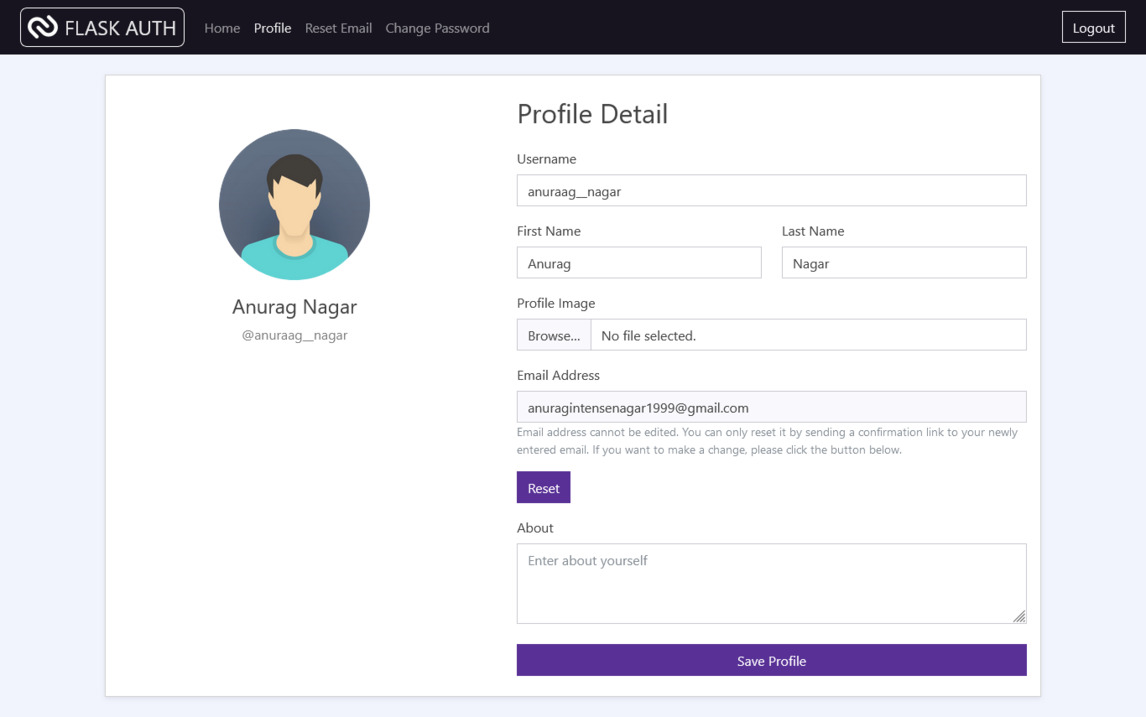 FLASK AUTH Home Profile Reset Email Change Password Logout
Profile Detail
Username
anuraag__nagar
First Name Last Name
Anurag Nagar
Anurag Nagar
@anuraag__nagar
Profile Image
Browse... No file selected.
Email Address
anuragintensenagar1999@gmail.com
Email address cannot be edited. You can only reset it by sending a confirmation link to your newly
entered email. If you want to make a change, please click the button below.
Reset
About
Enter about yourself
Save Profile